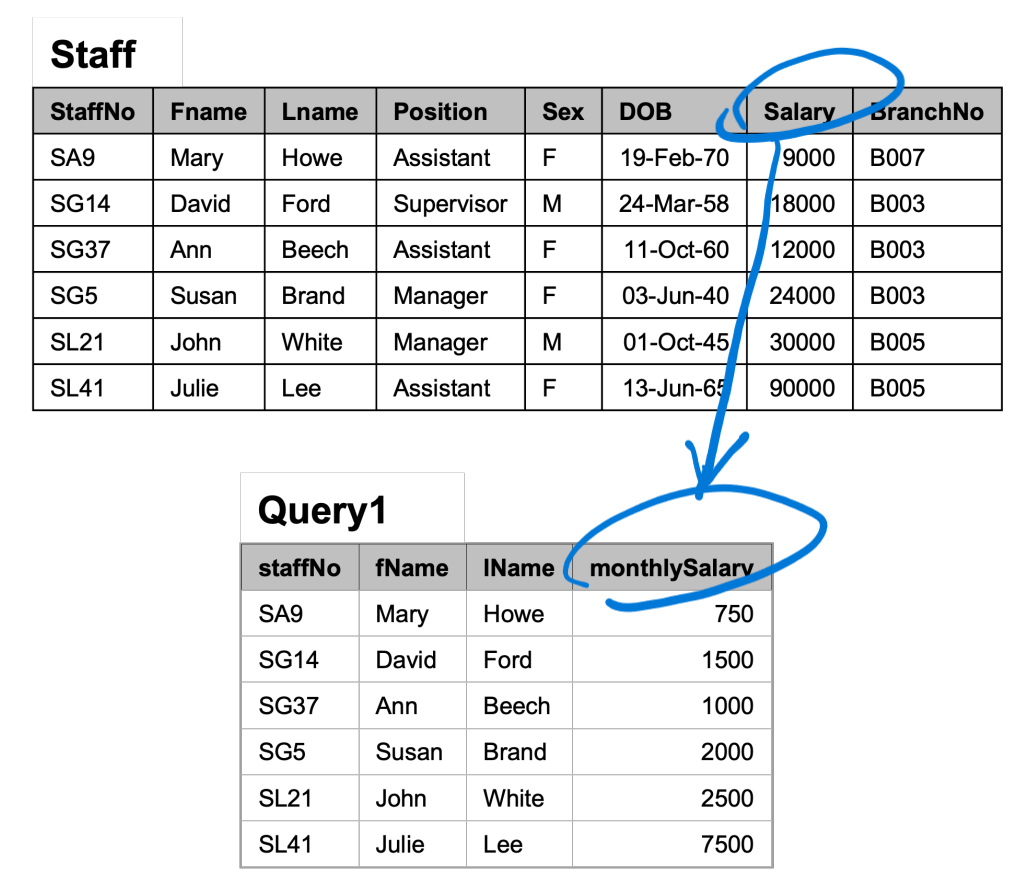 Staff
StaffNo Fname Lname Position Sex DOB Salary BranchNo
SA9 Mary Howe Assistant F 19-Feb-70 9000 B007
SG14 David Ford Supervisor M 24-Mar-58 18000 B003
SG37 Ann Beech Assistant F 11-Oct-60 12000 B003
SG5 Susan Brand Manager F 03-Jun-40 24000 B003
SL21 John White Manager M 01-Oct-45 30000 B005
SL41 Julie Lee Assistant F 13-Jun-65 90000 B005
Query1
staffNo fName lName monthlySalary
SA9 Mary Howe 750
SG14 David Ford 1500
SG37 Ann Beech 1000
SG5 Susan Brand 2000
SL21 John White 2500
SL41 Julie Lee 7500